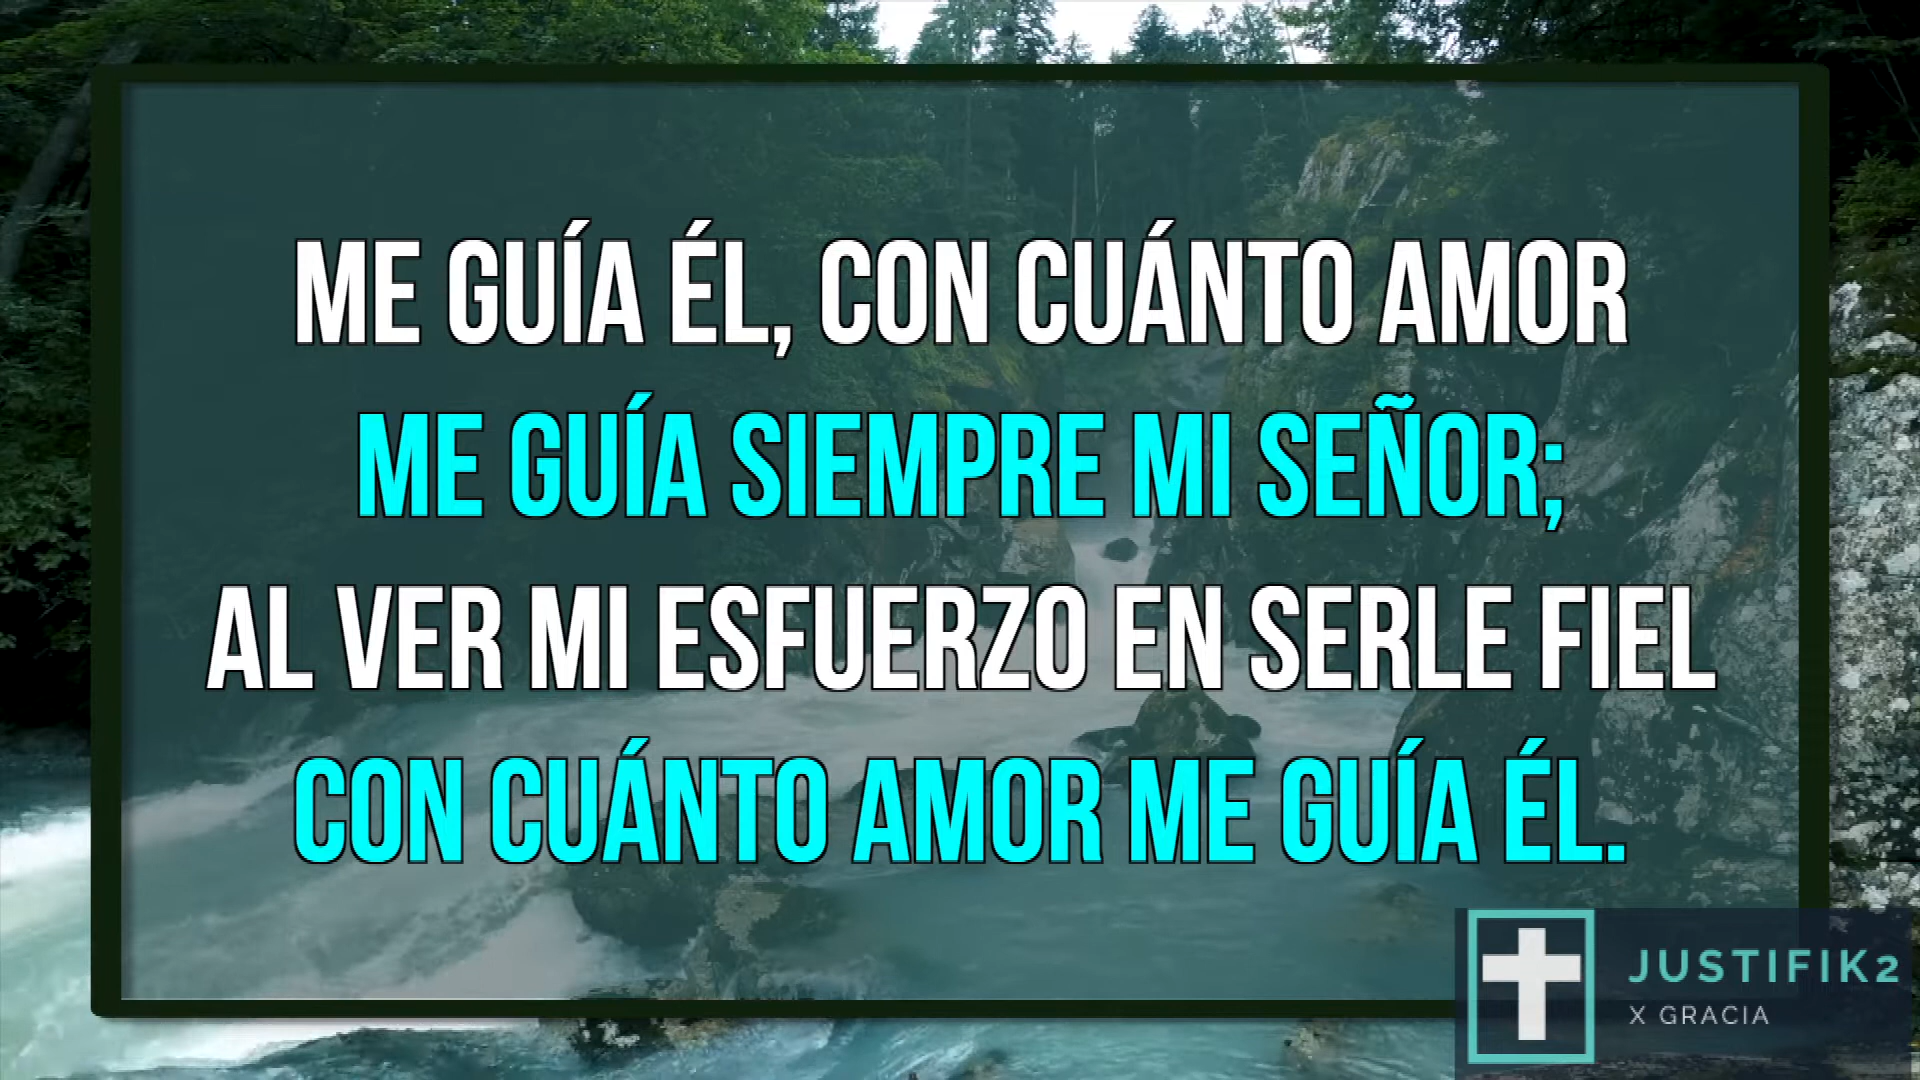 ME GUÍA ÉL, CON CUÁNTO AMOR
ME GUÍA SIEMPRE MI SEÑOR;
AL VER MI ESFUERZO EN SERLE FIEL
CON CUÁNTO AMOR ME GUÍA ÉL.
JUSTIFIK2
X GRACIA